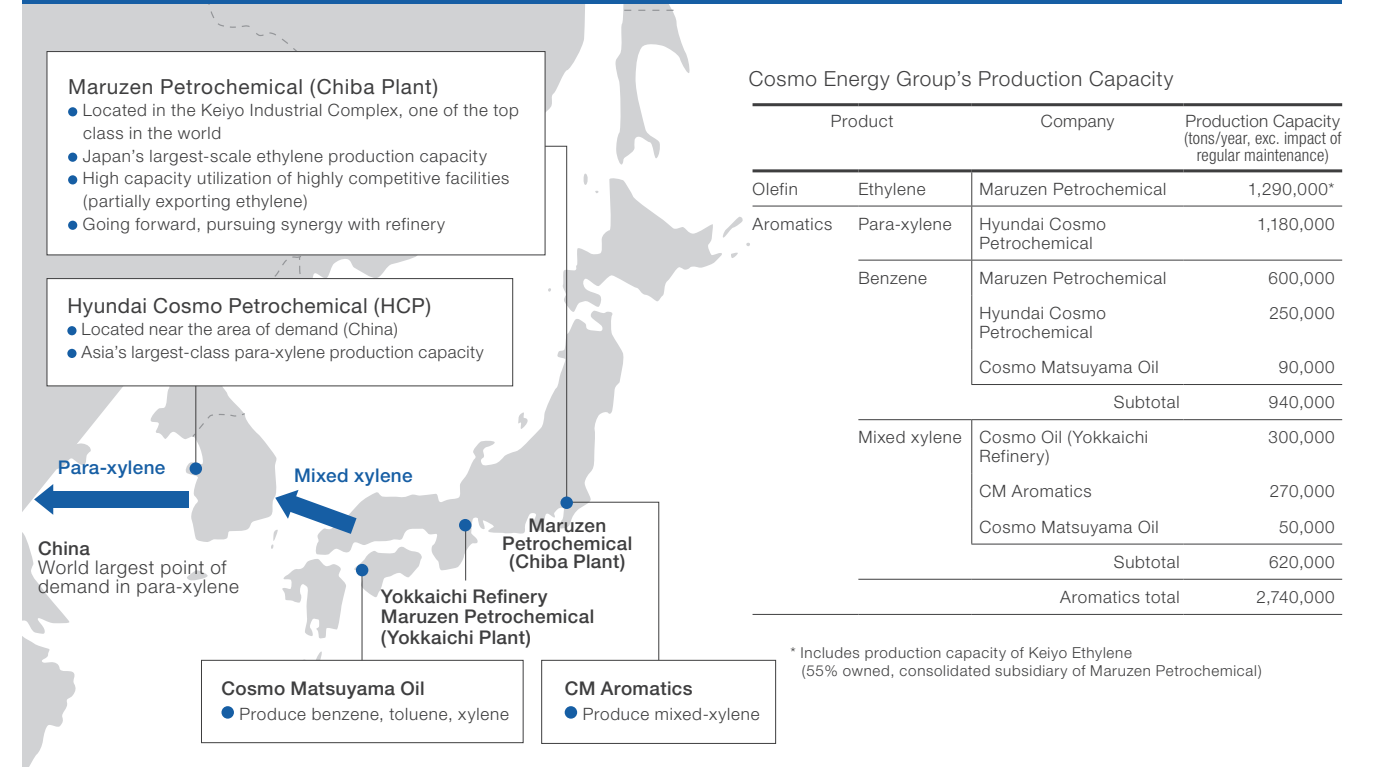 Maruzen Petrochemical (Chiba Plant)
● Located in the Keiyo Industrial Complex, one of the top
class in the world
● Japan's largest-scale ethylene production capacity
● High capacity utilization of highly competitive facilities
(partially exporting ethylene)
● Going forward, pursuing synergy with refinery
Hyundai Cosmo Petrochemical (HCP)
● Located near the area of demand (China)
● Asia's largest-class para-xylene production capacity
Para-xylene
Mixed xylene
China
World largest point of
demand in para-xylene
Maruzen
Petrochemical
(Chiba Plant)
Yokkaichi Refinery
Maruzen Petrochemical
(Yokkaichi Plant)
Cosmo Matsuyama Oil
● Produce benzene, toluene, xylene
CM Aromatics
● Produce mixed-xylene
Cosmo Energy Group's Production Capacity
Product Company Production Capacity
(tons/year, exc. impact of
regular maintenance)
Olefin Ethylene Maruzen Petrochemical 1,290,000*
Aromatics Para-xylene Hyundai Cosmo 1,180,000
Petrochemical
Benzene Maruzen Petrochemical 600,000
Hyundai Cosmo 250,000
Petrochemical
Cosmo Matsuyama Oil 90,000
Subtotal 940,000
Mixed xylene Cosmo Oil (Yokkaichi 300,000
Refinery)
CM Aromatics 270,000
Cosmo Matsuyama Oil 50,000
Subtotal 620,000
Aromatics total 2,740,000
* Includes production capacity of Keiyo Ethylene
(55% owned, consolidated subsidiary of Maruzen Petrochemical)